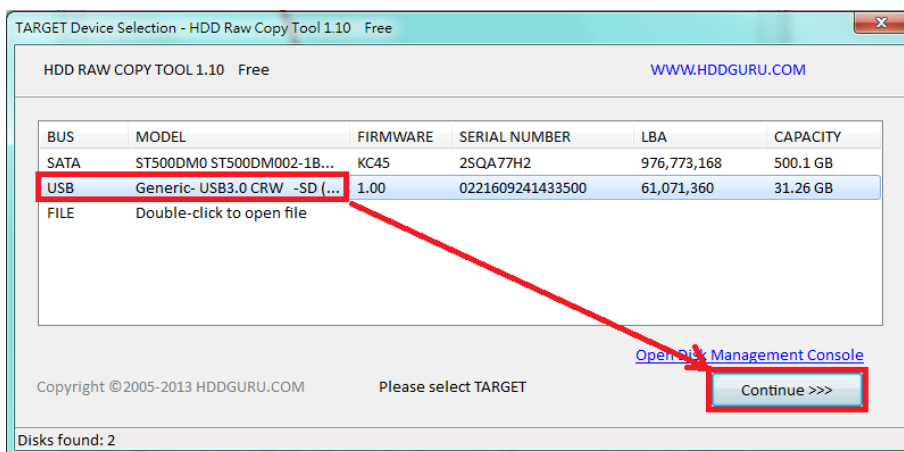 TARGET Device Selection - HDD Raw Copy Tool 1.10 Free
x
HDD RAW COPY TOOL 1.10 Free WWW.HDDGURU.COM
BUS MODEL FIRMWARE SERIAL NUMBER LBA CAPACITY
SATA ST500DM0 ST500DM002-1B... KC45 2SQA77H2 976,773,168 500.1 GB
USB Generic- USB3.0 CRW -SD (... 1.00 0221609241433500 61,071,360 31.26 GB
FILE Double-click to open file
Open Disk Management Console
Copyright ©2005-2013 HDDGURU.COM Please select TARGET Continue >>>
Disks found: 2